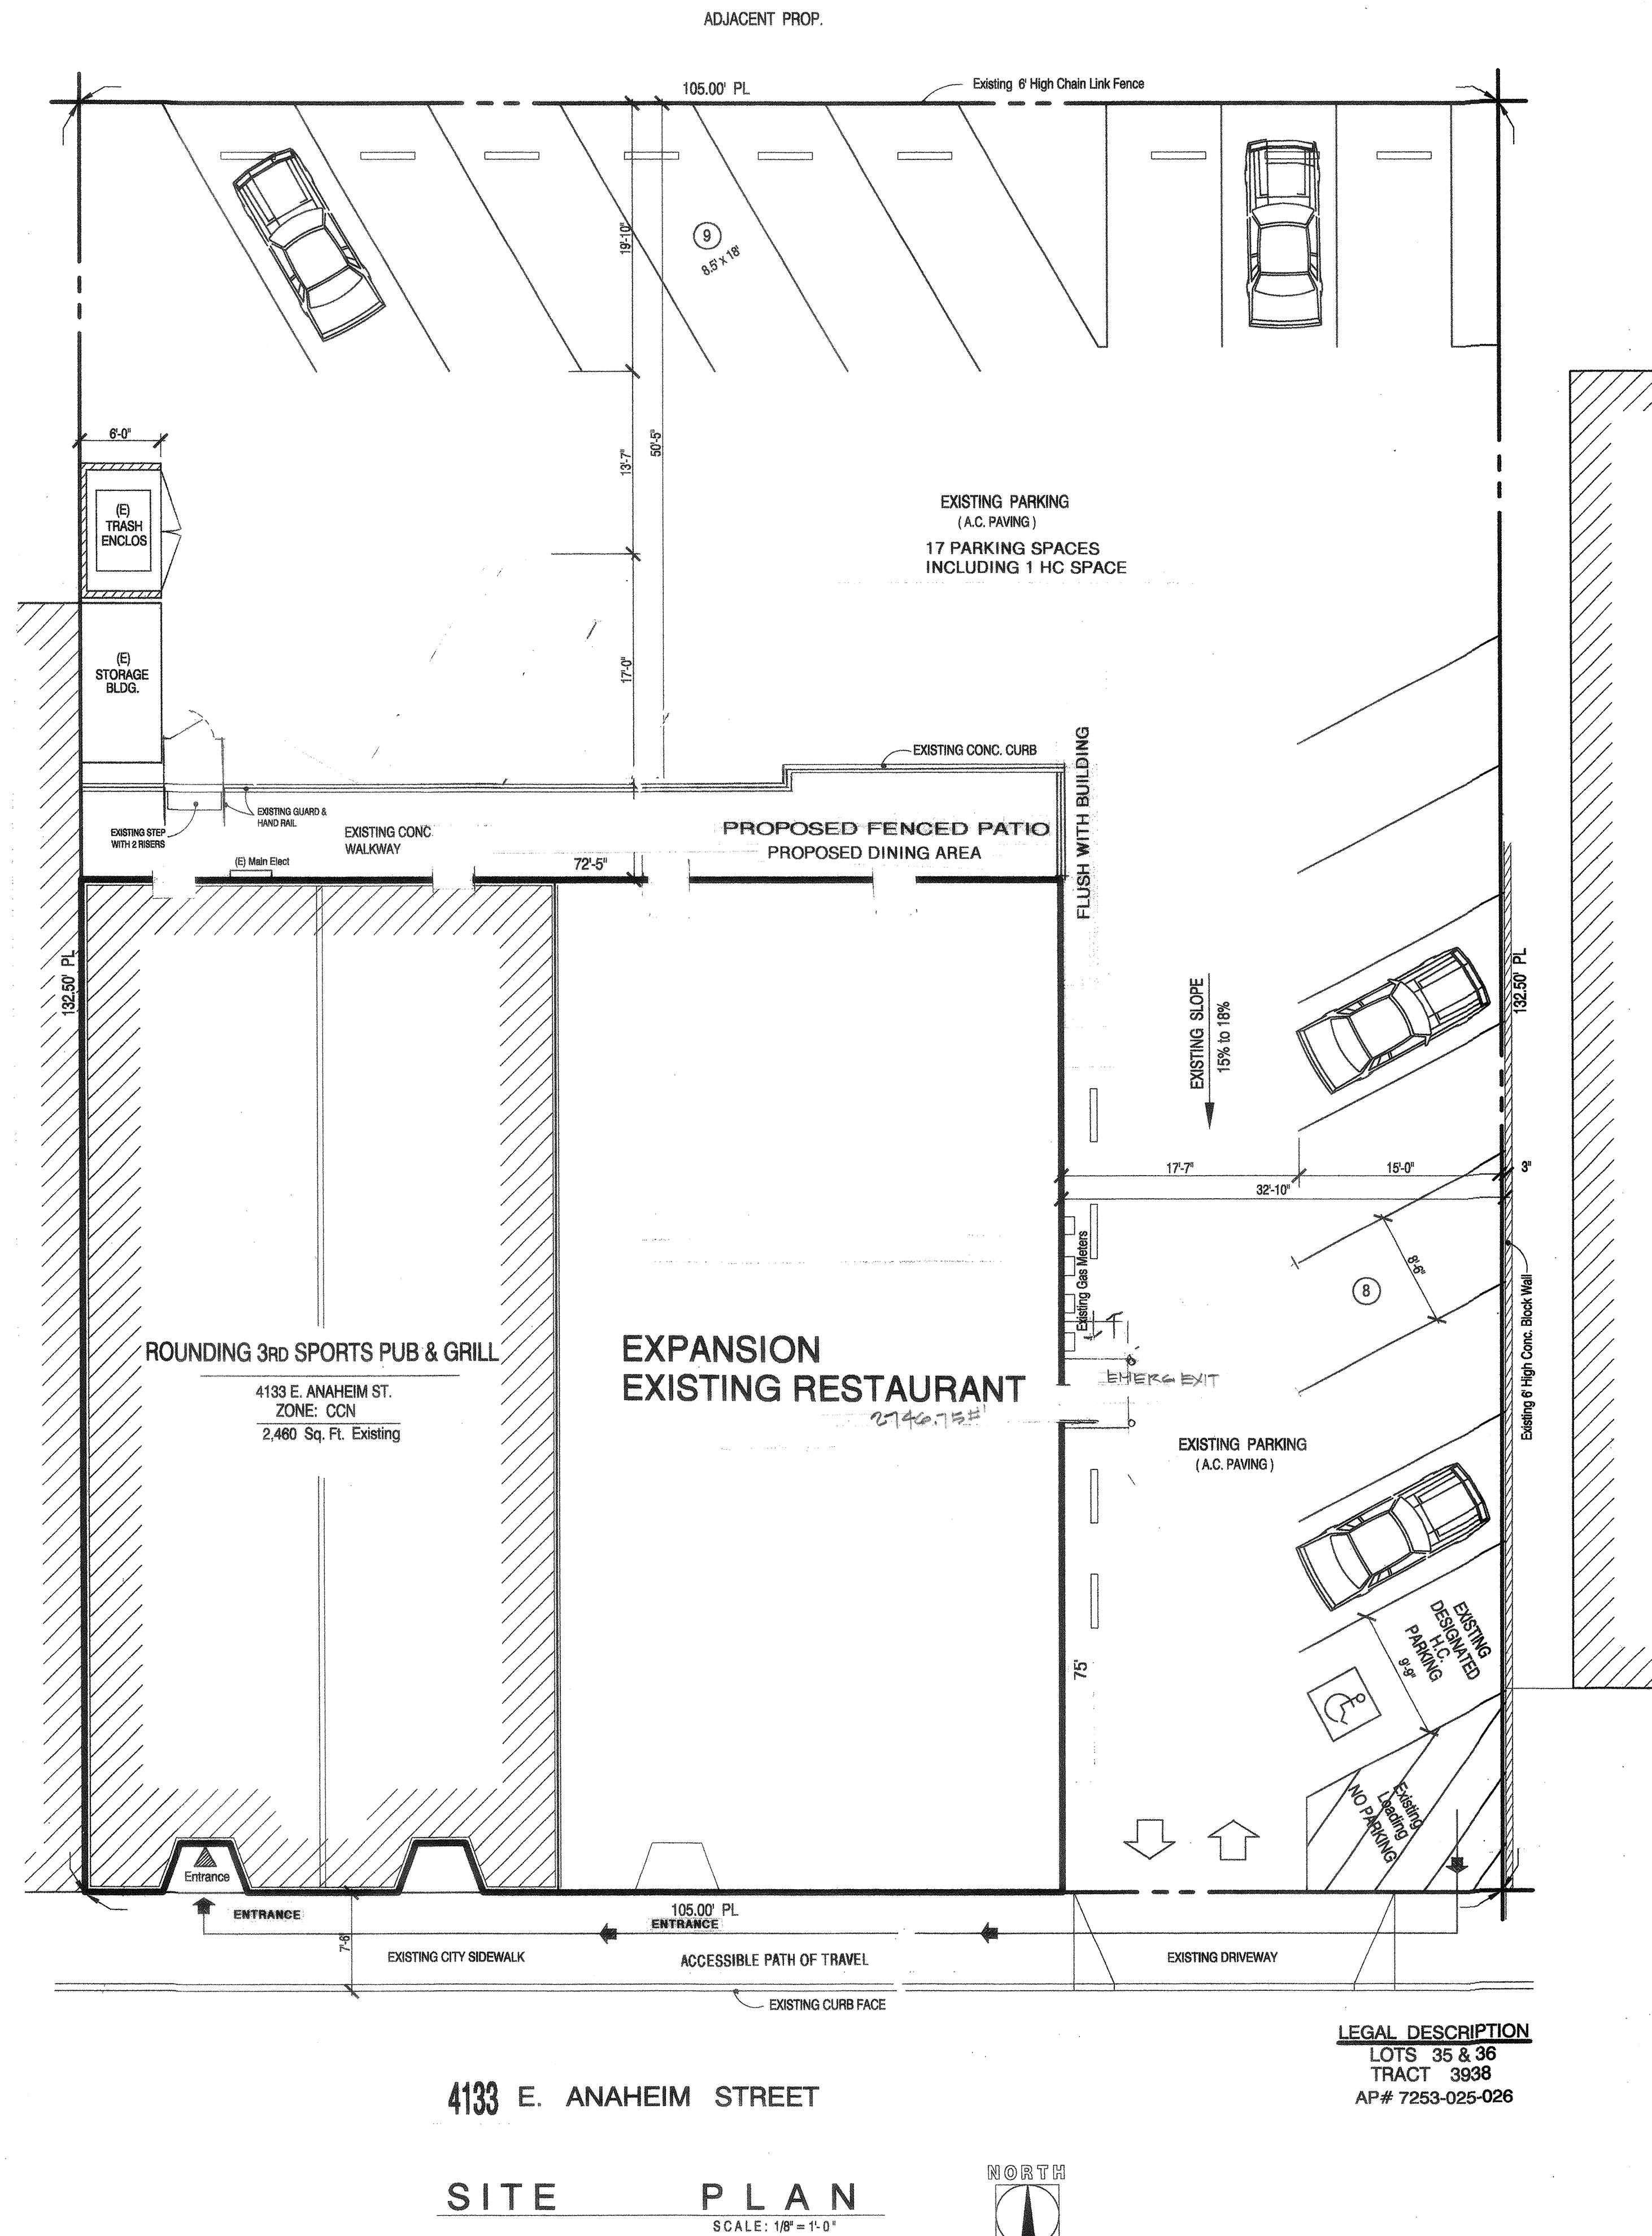 ADJACENT PROP.
105.00' PL
Existing 6' High Chain Link Fence
19'-10"
9
8.5' x 18'
6'-0"
13'-7"
50'-5"
(E)
TRASH
ENCLOS
EXISTING PARKING
( A.C. PAVING )
17 PARKING SPACES
INCLUDING 1 HC SPACE
(E)
STORAGE
BLDG.
17'-0"
EXISTING CONC. CURB
FLUSH WITH BUILDING
EXISTING STEP
WITH 2 RISERS
EXISTING GUARD &
HAND RAIL
EXISTING CONC
WALKWAY
(E) Main Elect
72'-5"
PROPOSED FENCED PATIO
PROPOSED DINING AREA
132.50' PL
EXISTING SLOPE
15% to 18%
132.50' PL
17'-7"
15'-0"
3"
32'-10"
Existing Gas Meters
8'-6"
8
Existing 6' High Conc. Block Wall
ROUNDING 3RD SPORTS PUB & GRILL
4133 E. ANAHEIM ST.
ZONE: CCN
2,460 Sq. Ft. Existing
EXPANSION
EXISTING RESTAURANT
2746.75#'
EMERG EXIT
EXISTING PARKING
( A.C. PAVING )
EXISTING
DESIGNATED
H.C.
PARKING
9'-9"
75'
Existing
Loading
NO PARKING
Entrance
ENTRANCE
105.00' PL
ENTRANCE
7'-6"
EXISTING CITY SIDEWALK
ACCESSIBLE PATH OF TRAVEL
EXISTING DRIVEWAY
EXISTING CURB FACE
LEGAL DESCRIPTION
LOTS 35 & 36
TRACT 3938
AP# 7253-025-026
4133 E. ANAHEIM STREET
NORTH
SITE PLAN
SCALE: 1/8" = 1'-0"